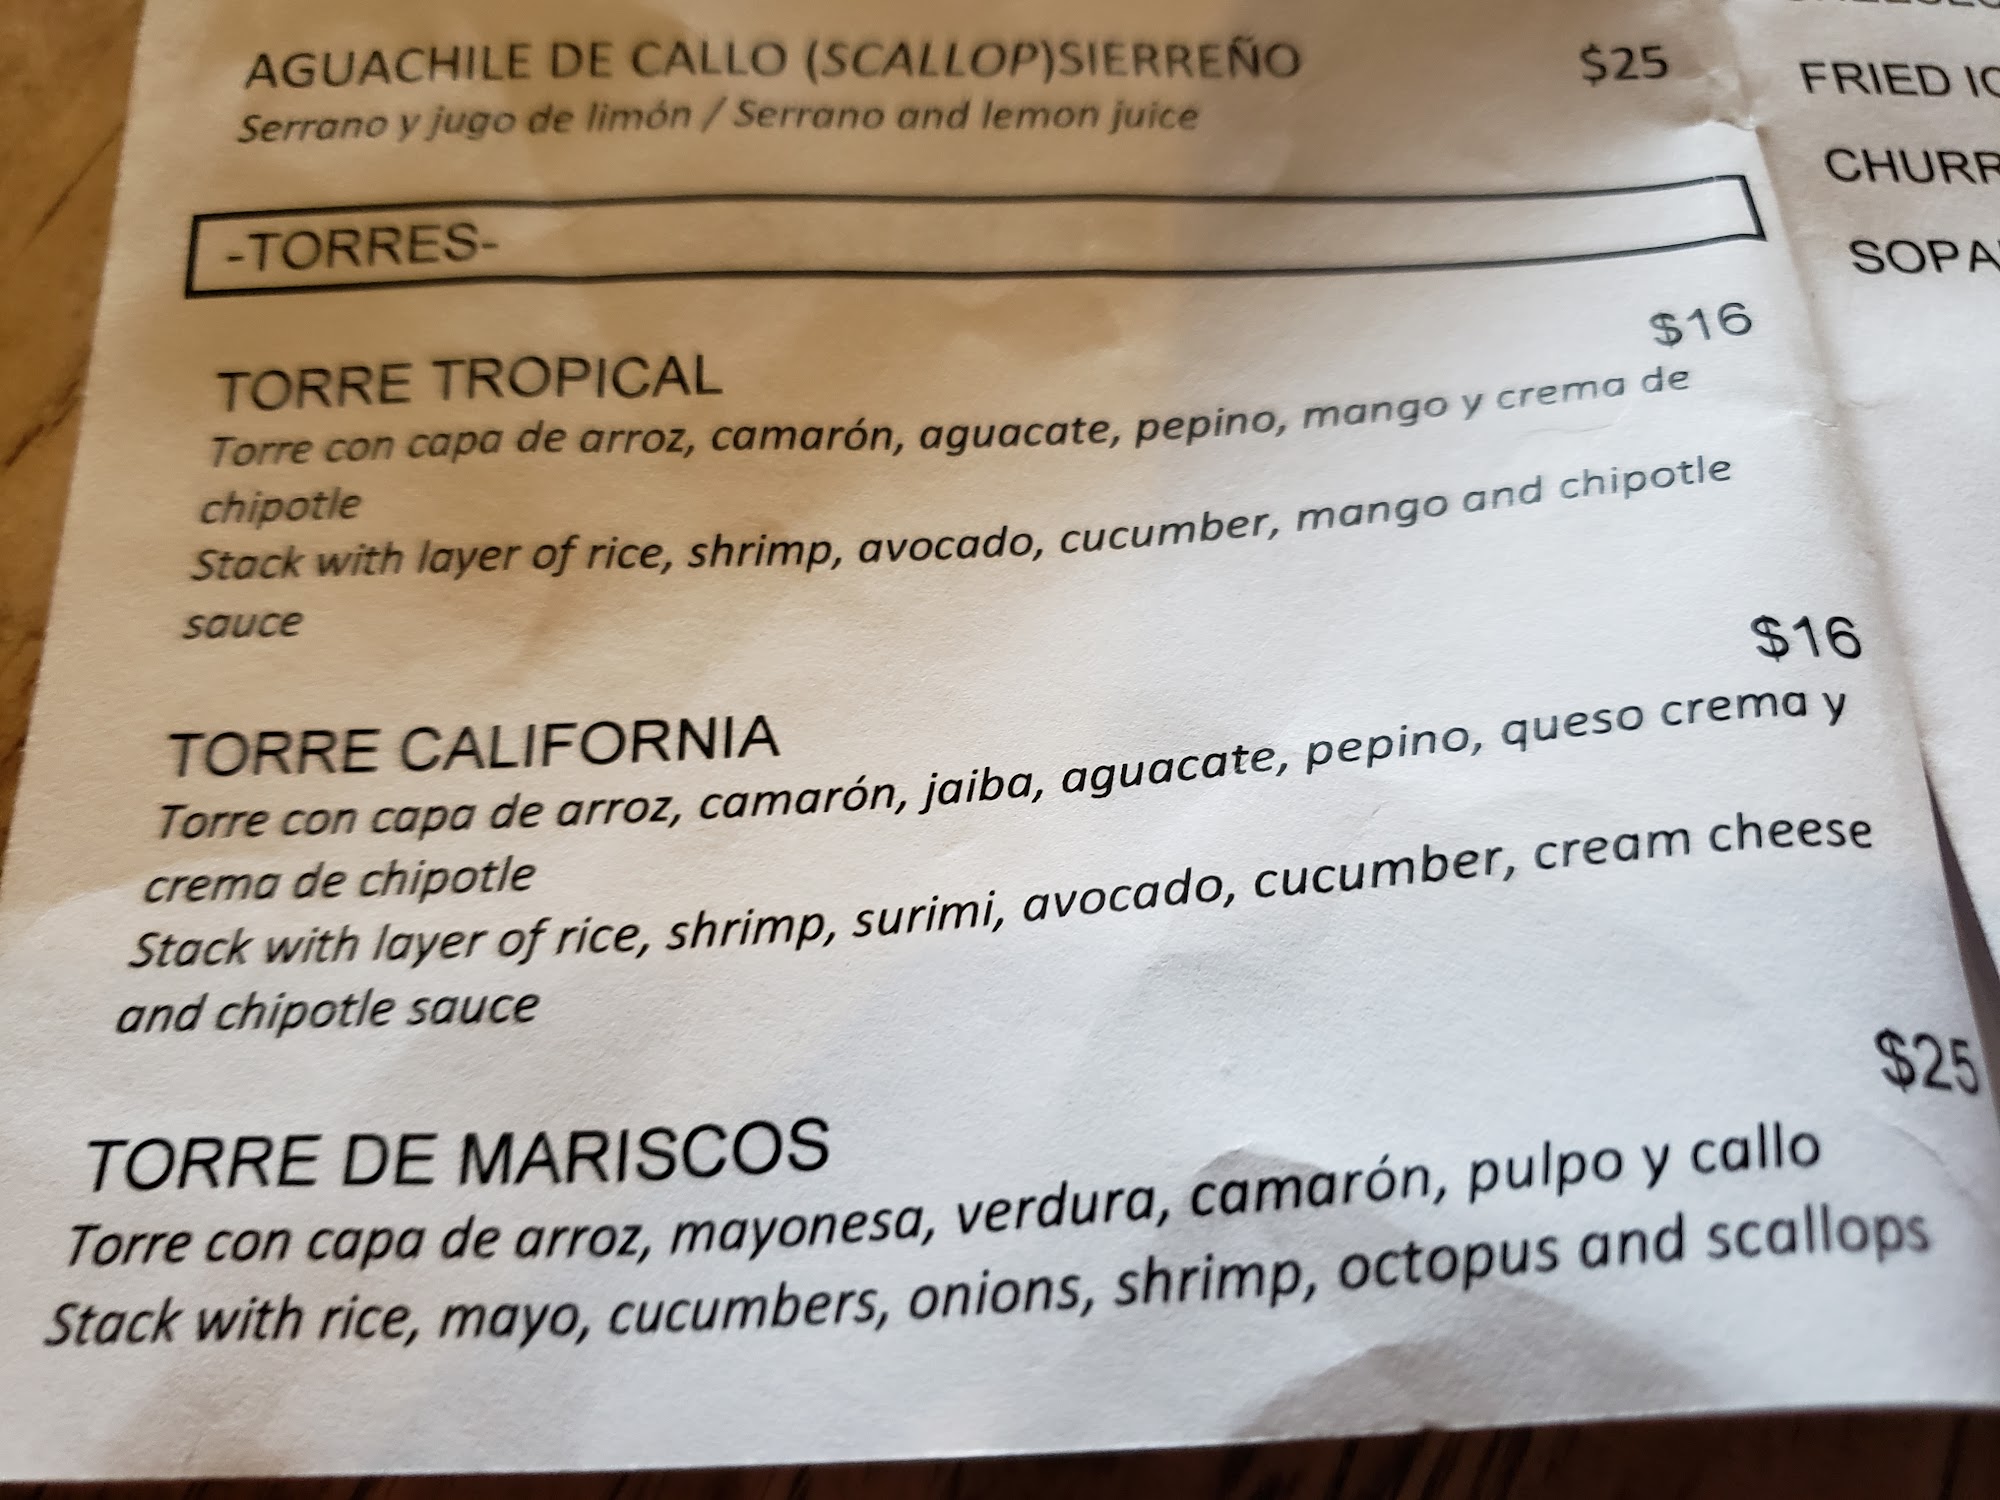 AGUACHILE DE CALLO (SCALLOP)SIERREÑO $25
Serrano y jugo de limón / Serrano and lemon juice
-TORRES-
TORRE TROPICAL $16
Torre con capa de arroz, camarón, aguacate, pepino, mango y crema de
chipotle
Stack with layer of rice, shrimp, avocado, cucumber, mango and chipotle
sauce
TORRE CALIFORNIA $16
Torre con capa de arroz, camarón, jaiba, aguacate, pepino, queso crema y
crema de chipotle
Stack with layer of rice, shrimp, surimi, avocado, cucumber, cream cheese
and chipotle sauce
TORRE DE MARISCOS $25
Torre con capa de arroz, mayonesa, verdura, camarón, pulpo y callo
Stack with rice, mayo, cucumbers, onions, shrimp, octopus and scallops
FRIED